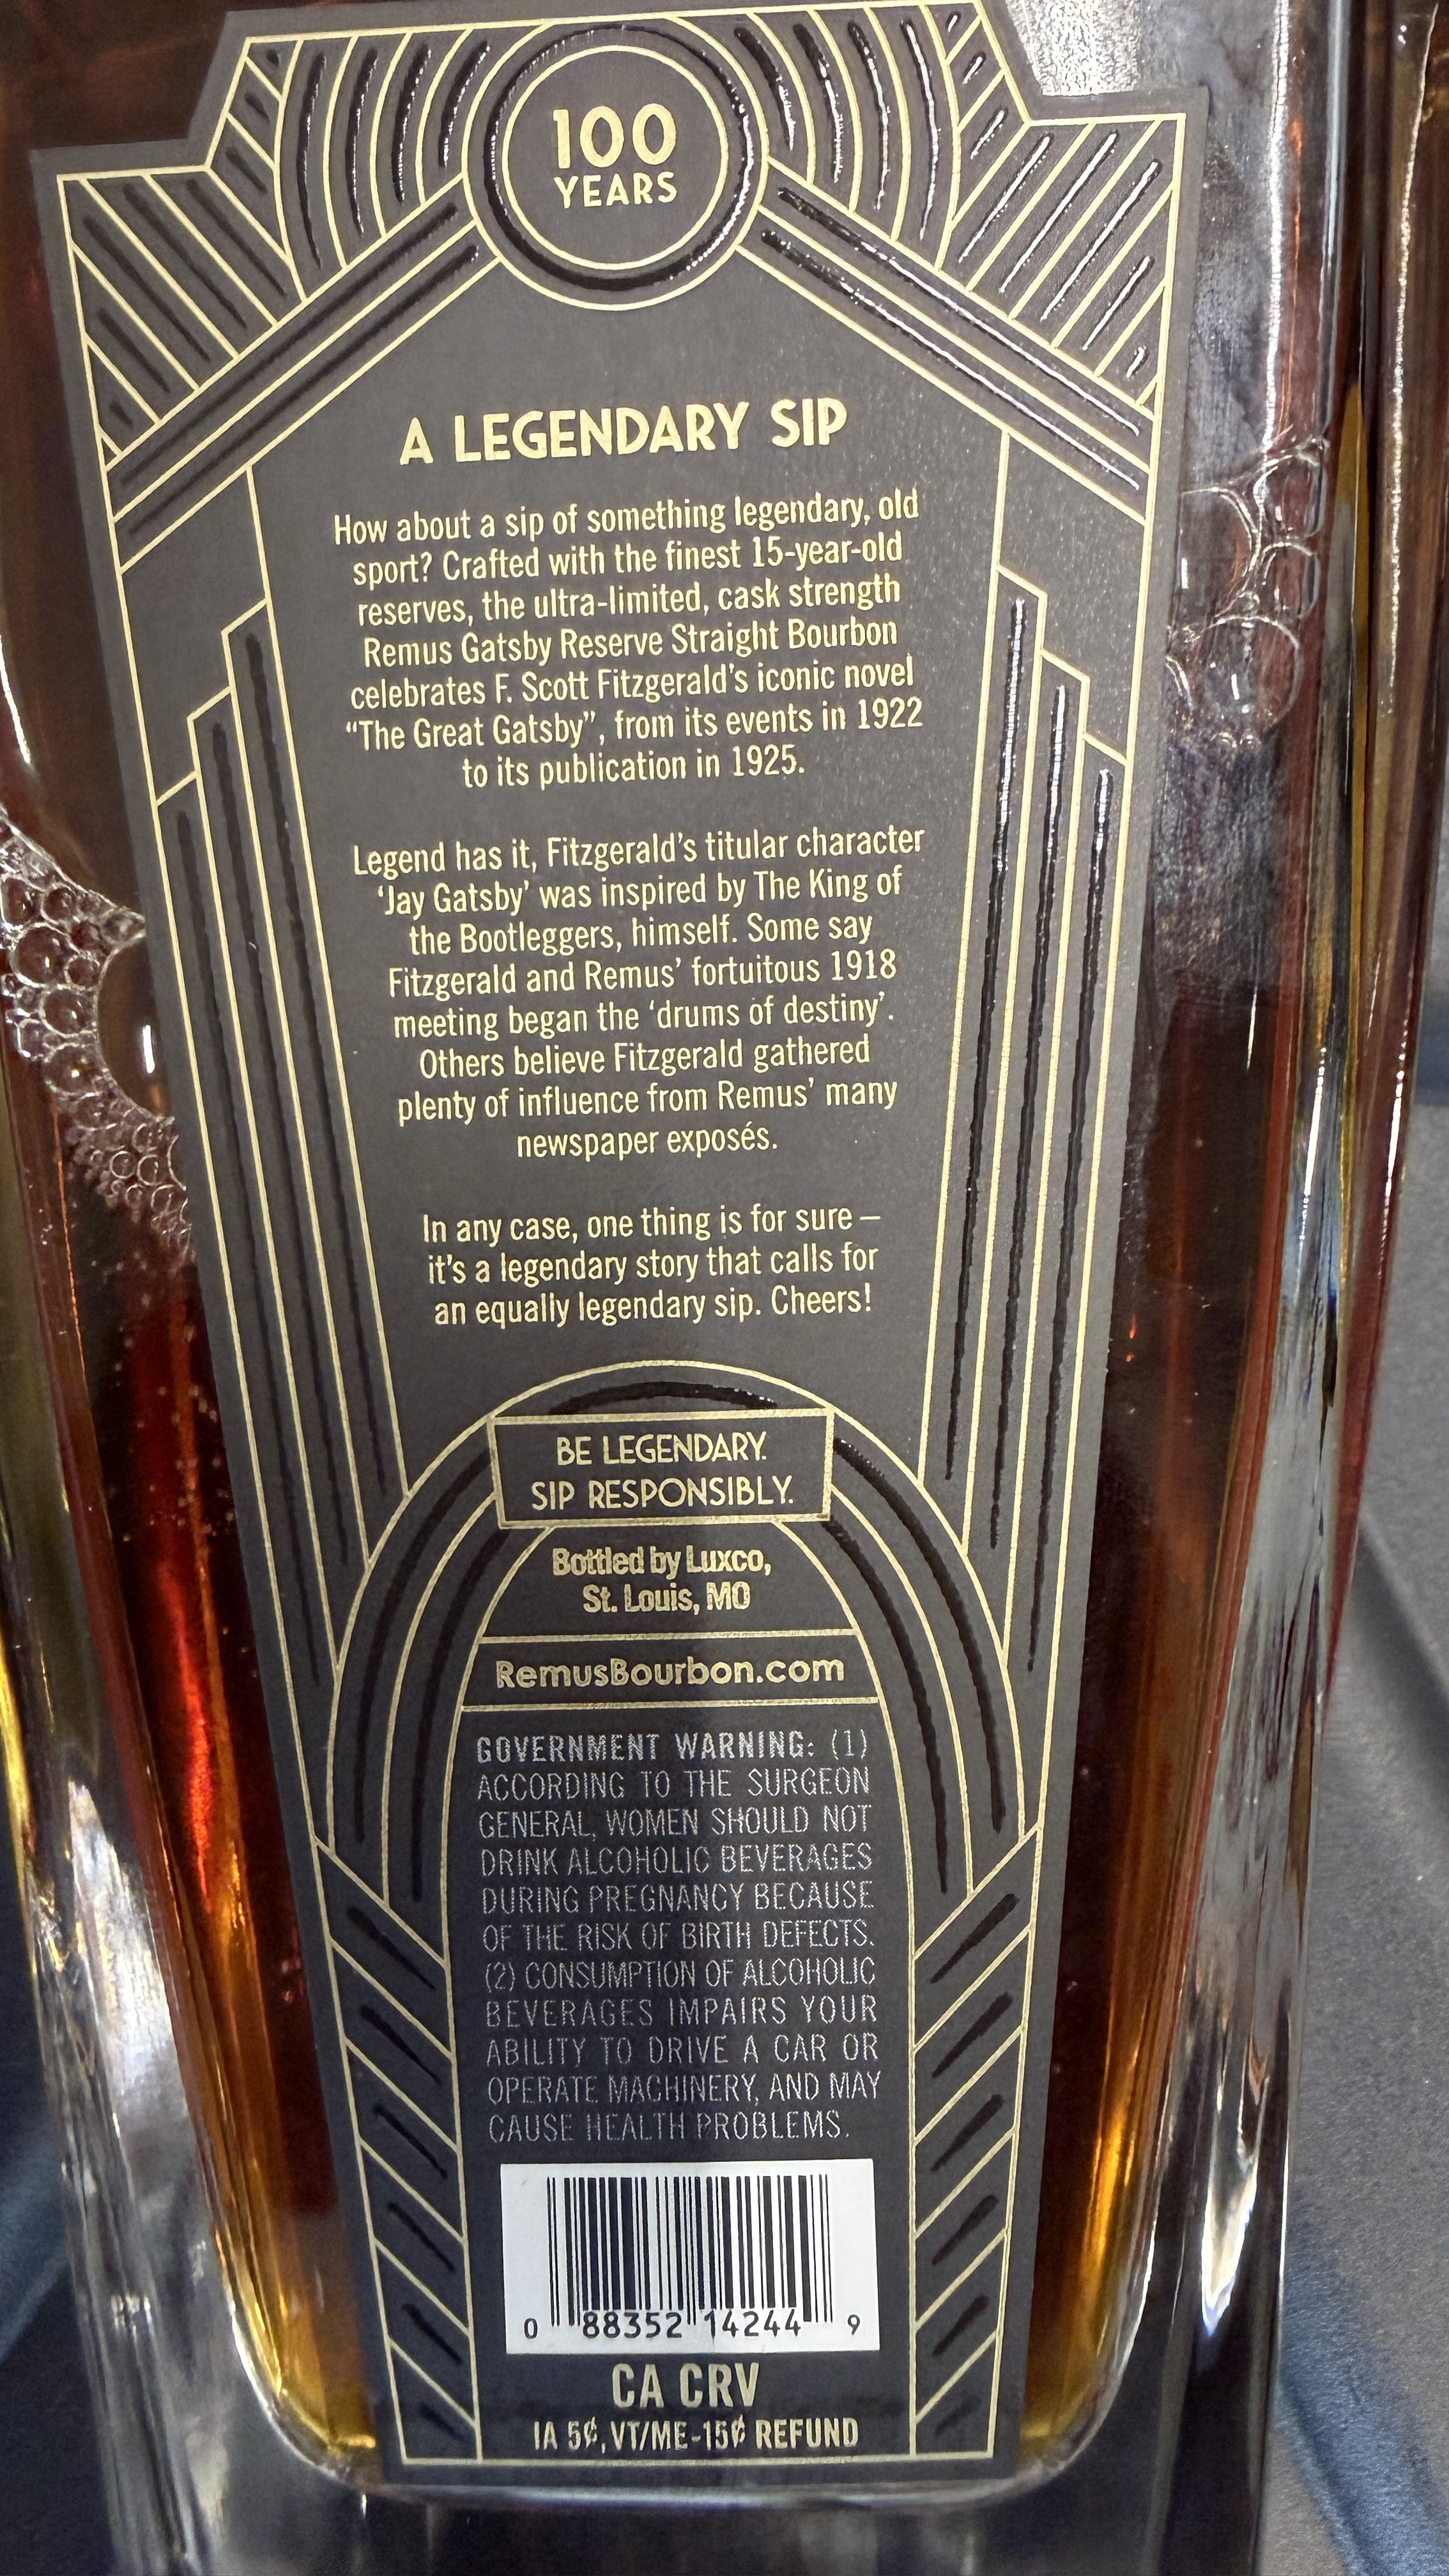 100
YEARS
A LEGENDARY SIP
How about a sip of something legendary, old
sport? Crafted with the finest 15-year-old
reserves, the ultra-limited, cask strength
Remus Gatsby Reserve Straight Bourbon
celebrates F. Scott Fitzgerald's iconic novel
“The Great Gatsby”, from its events in 1922
to its publication in 1925.
Legend has it, Fitzgerald's titular character
‘Jay Gatsby’ was inspired by The King of
the Bootleggers, himself. Some say
Fitzgerald and Remus’ fortuitous 1918
meeting began the ‘drums of destiny’.
Others believe Fitzgerald gathered
plenty of influence from Remus’ many
newspaper exposés.
In any case, one thing is for sure –
it's a legendary story that calls for
an equally legendary sip. Cheers!
BE LEGENDARY.
SIP RESPONSIBLY.
Bottled by Luxco,
St. Louis, MO
RemusBourbon.com
GOVERNMENT WARNING: (1)
ACCORDING TO THE SURGEON
GENERAL, WOMEN SHOULD NOT
DRINK ALCOHOLIC BEVERAGES
DURING PREGNANCY BECAUSE
OF THE RISK OF BIRTH DEFECTS.
(2) CONSUMPTION OF ALCOHOLIC
BEVERAGES IMPAIRS YOUR
ABILITY TO DRIVE A CAR OR
OPERATE MACHINERY, AND MAY
CAUSE HEALTH PROBLEMS.
0 88352 14244 9
CA CRV
IA 5¢, VT/ME-15¢ REFUND